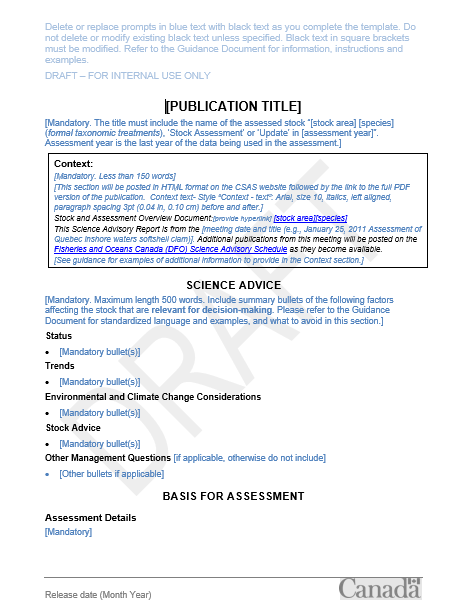 Delete or replace prompts in blue text with black text as you complete the template. Do
not delete or modify existing black text unless specified. Black text in square brackets
must be modified. Refer to the Guidance Document for information, instructions and
examples.
DRAFT – FOR INTERNAL USE ONLY
[PUBLICATION TITLE]
[Mandatory. The title must include the name of the assessed stock "[stock area] [species]
(formal taxonomic treatments), 'Stock Assessment' or 'Update' in [assessment year]".
Assessment year is the last year of the data being used in the assessment.]
Context:
[Mandatory. Less than 150 words]
[This section will be posted in HTML format on the CSAS website followed by the link to the full PDF
version of the publication. Context text- Style "Context - text": Arial, size 10, Italics, left aligned,
paragraph spacing 3pt (0.04 in, 0.10 cm) before and after.]
Stock and Assessment Overview Document:[provide hyperlink] [stock area][species]
This Science Advisory Report is from the [meeting date and title (e.g., January 25, 2011 Assessment of
Quebec inshore waters softshell clam)]. Additional publications from this meeting will be posted on the
Fisheries and Oceans Canada (DFO) Science Advisory Schedule as they become available.
[See guidance for examples of additional information to provide in the Context section.]
SCIENCE ADVICE
[Mandatory. Maximum length 500 words. Include summary bullets of the following factors
affecting the stock that are relevant for decision-making. Please refer to the Guidance
Document for standardized language and examples, and what to avoid in this section.]
Status
• [Mandatory bullet(s)]
Trends
• [Mandatory bullet(s)]
Environmental and Climate Change Considerations
• [Mandatory bullet(s)]
Stock Advice
• [Mandatory bullet(s)]
Other Management Questions [if applicable, otherwise do not include]
• [Other bullets if applicable]
BASIS FOR ASSESSMENT
Assessment Details
[Mandatory]
Release date (Month Year)
Canada
DRAFT